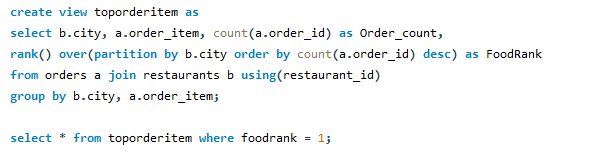 create view toporderitem as
select b.city, a.order_item, count(a.order_id) as Order_count,
rank() over(partition by b.city order by count(a.order_id) desc) as FoodRank
from orders a join restaurants b using(restaurant_id)
group by b.city, a.order_item;
select * from toporderitem where foodrank = 1;